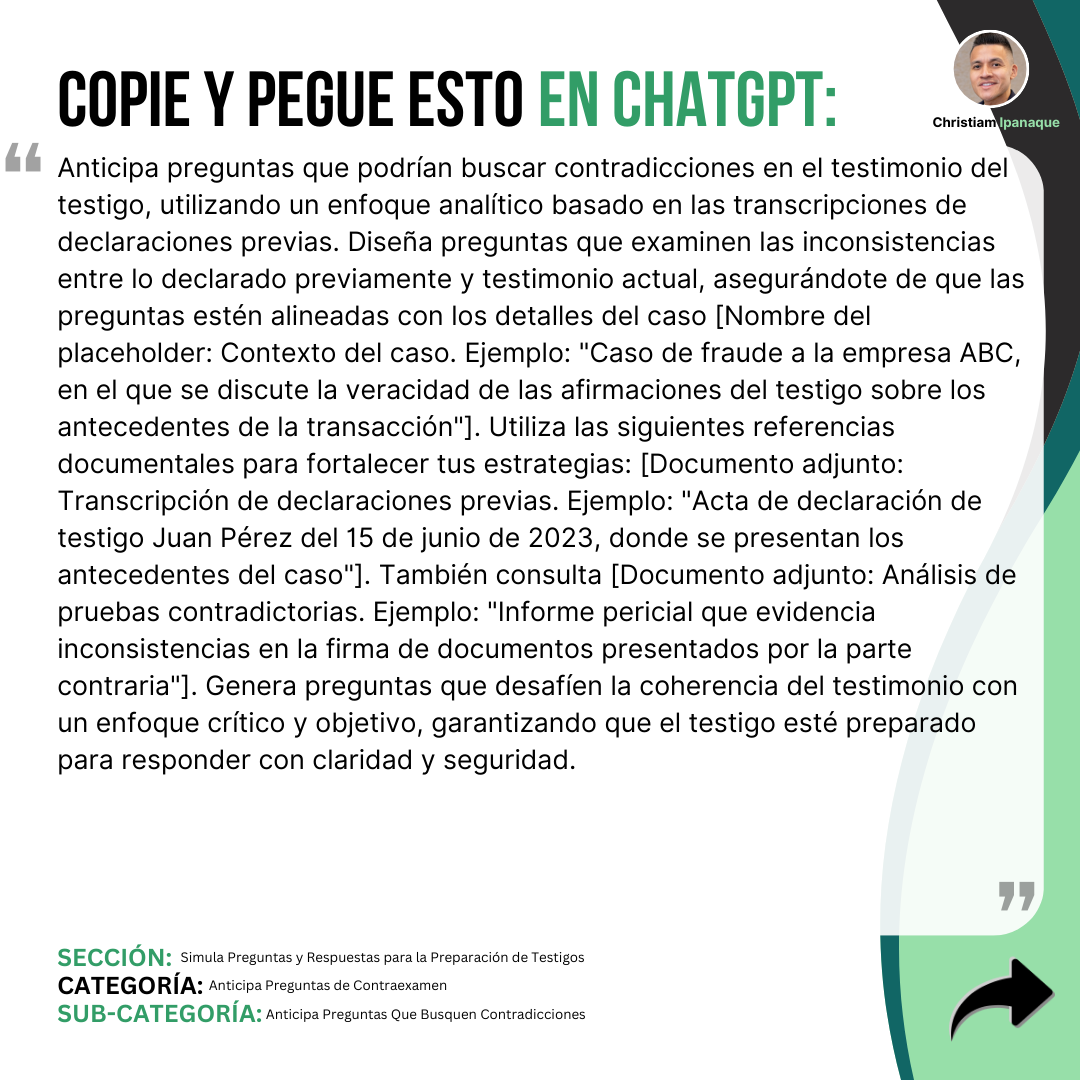 COPIE Y PEGUE ESTO EN CHATGPT:
Christiam Ipanaque
“
Anticipa preguntas que podrían buscar contradicciones en el testimonio del
testigo, utilizando un enfoque analítico basado en las transcripciones de
declaraciones previas. Diseña preguntas que examinen las inconsistencias
entre lo declarado previamente y testimonio actual, asegurándote de que las
preguntas estén alineadas con los detalles del caso [Nombre del
placeholder: Contexto del caso. Ejemplo: "Caso de fraude a la empresa ABC,
en el que se discute la veracidad de las afirmaciones del testigo sobre los
antecedentes de la transacción"]. Utiliza las siguientes referencias
documentales para fortalecer tus estrategias: [Documento adjunto:
Transcripción de declaraciones previas. Ejemplo: "Acta de declaración de
testigo Juan Pérez del 15 de junio de 2023, donde se presentan los
antecedentes del caso"]. También consulta [Documento adjunto: Análisis de
pruebas contradictorias. Ejemplo: "Informe pericial que evidencia
inconsistencias en la firma de documentos presentados por la parte
contraria"]. Genera preguntas que desafíen la coherencia del testimonio con
un enfoque crítico y objetivo, garantizando que el testigo esté preparado
para responder con claridad y seguridad.
”
SECCIÓN: Simula Preguntas y Respuestas para la Preparación de Testigos
CATEGORÍA: Anticipa Preguntas de Contraexamen
SUB-CATEGORÍA: Anticipa Preguntas Que Busquen Contradicciones